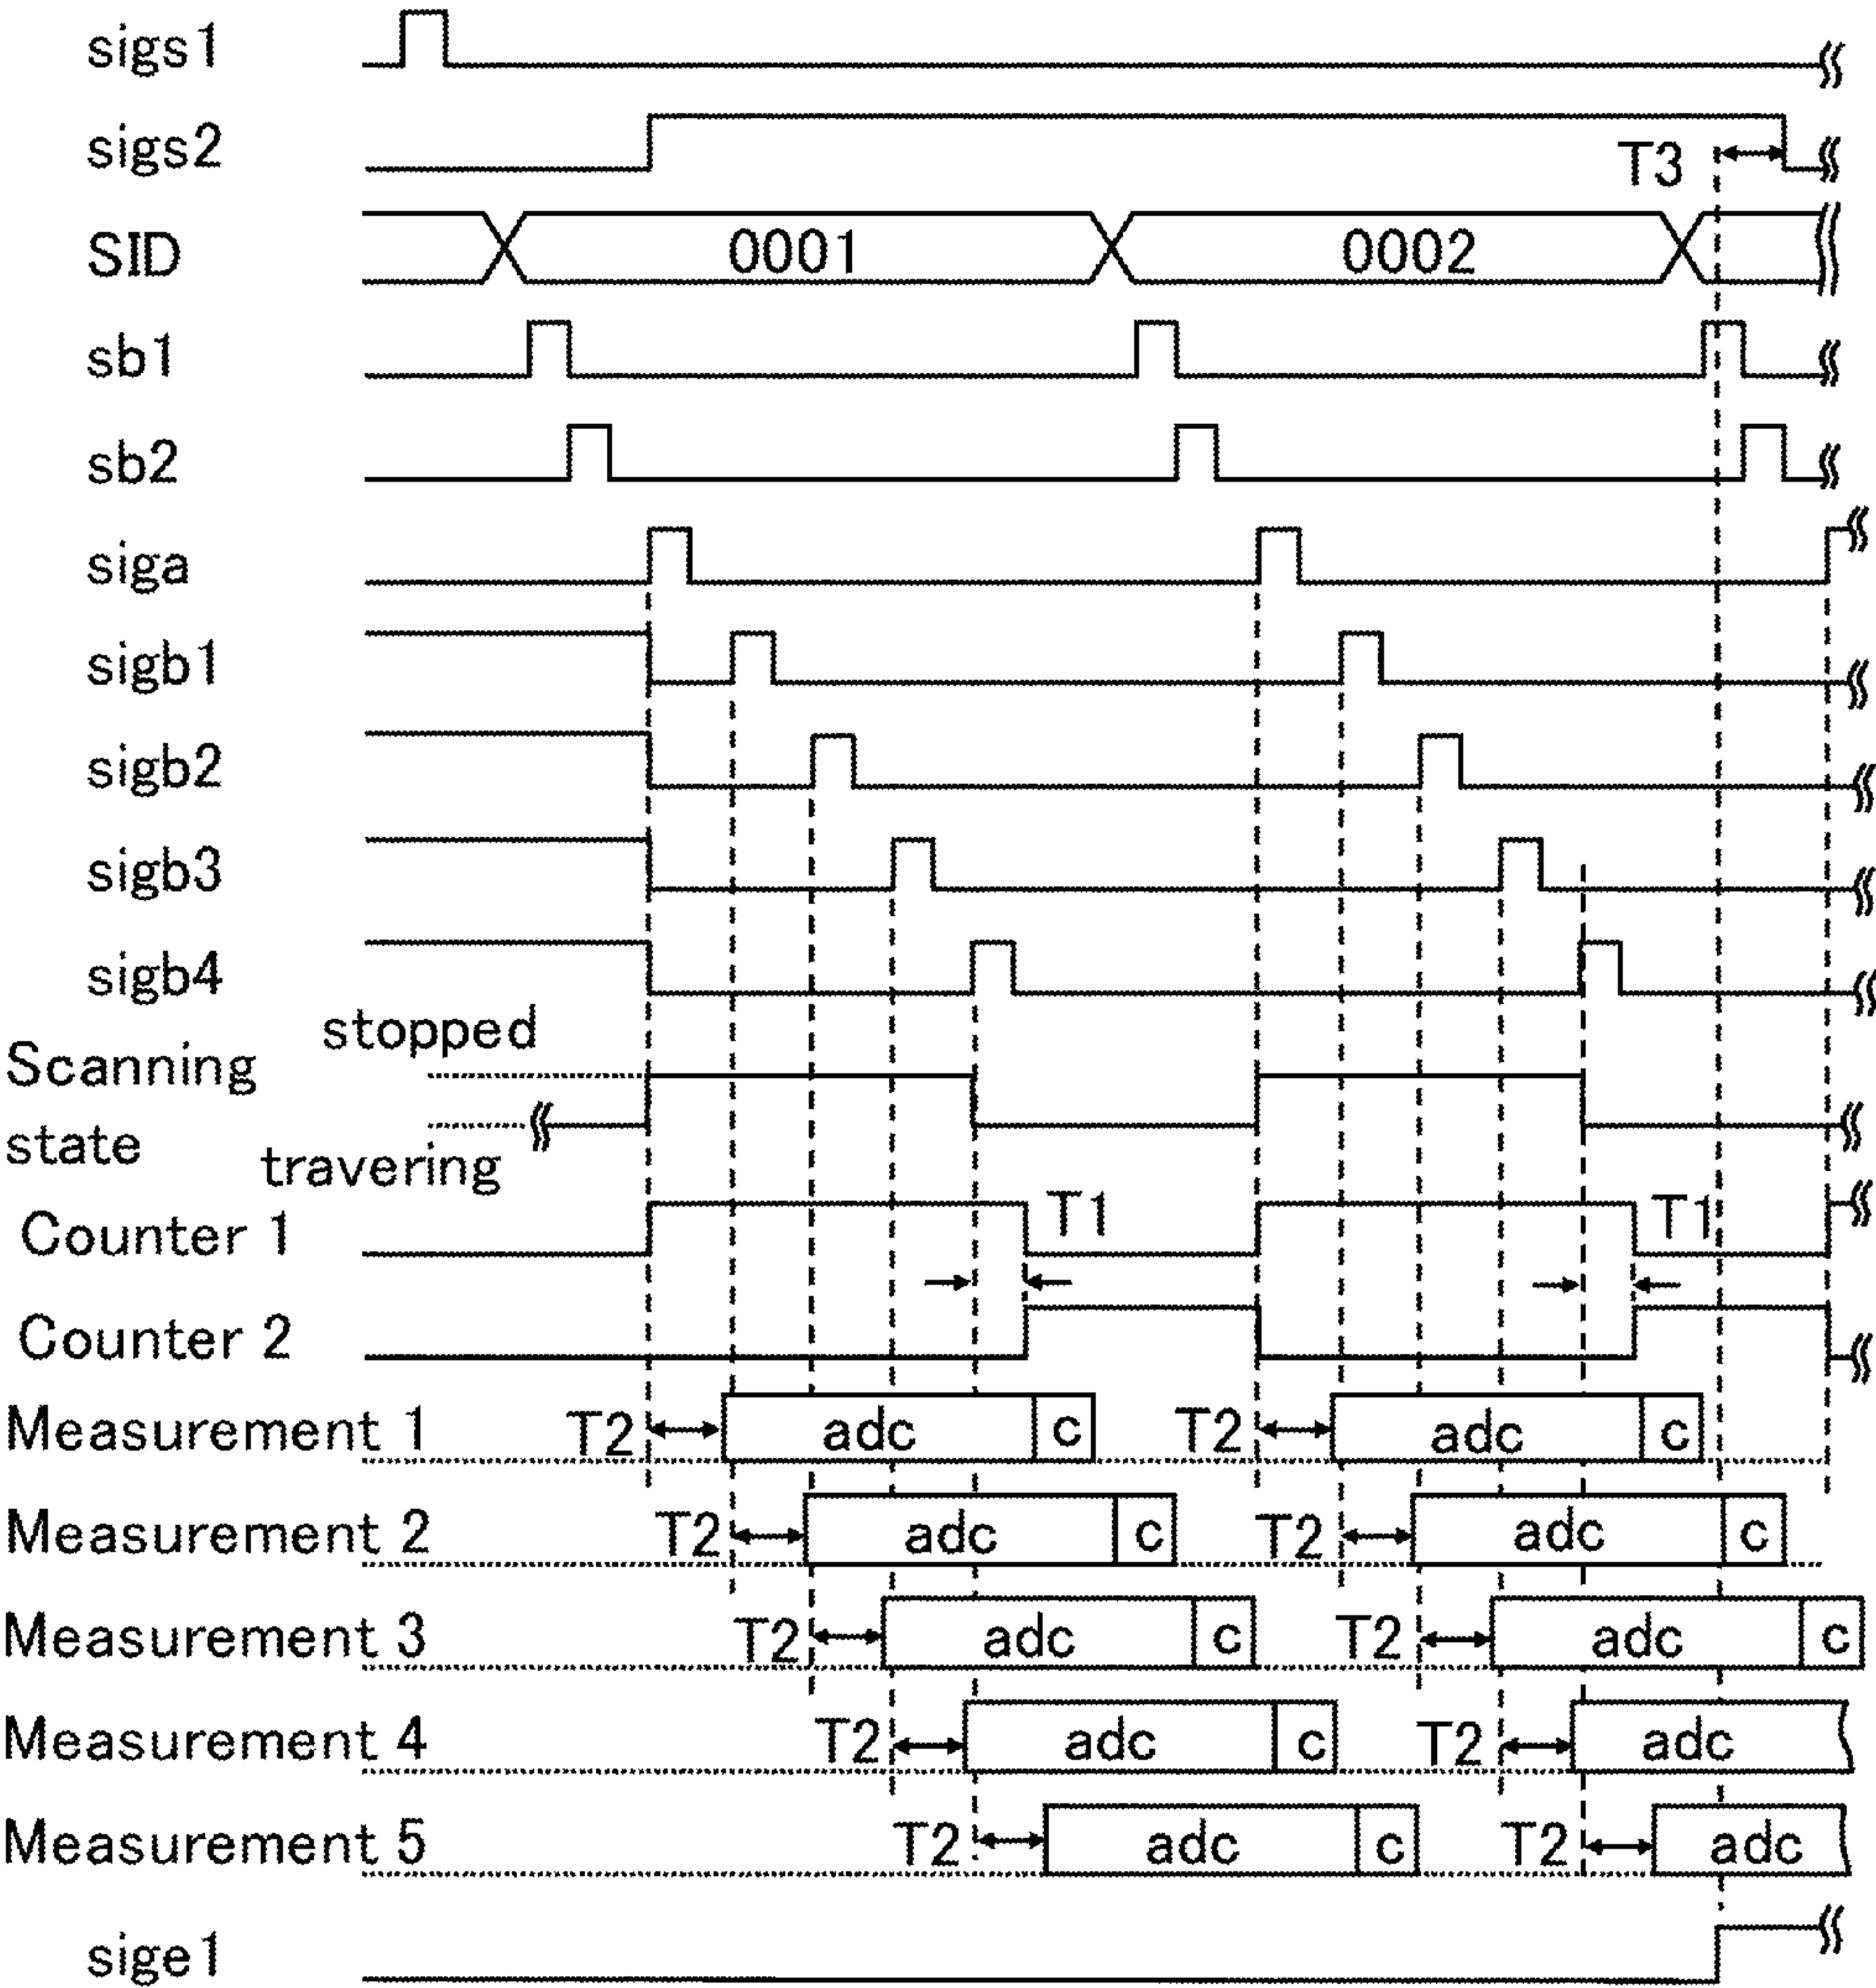 sigs1
sigs2
T3
SID 0001 0002
sb1
sb2
siga
sigb1
sigb2
sigb3
sigb4
stopped
Scanning
state
travering
Counter 1 T1 T1
Counter 2
Measurement 1 T2 adc c T2 adc c
Measurement 2 T2 adc c T2 adc c
Measurement 3 T2 adc c T2 adc c
Measurement 4 T2 adc c T2 adc
Measurement 5 T2 adc c T2 adc
sige1